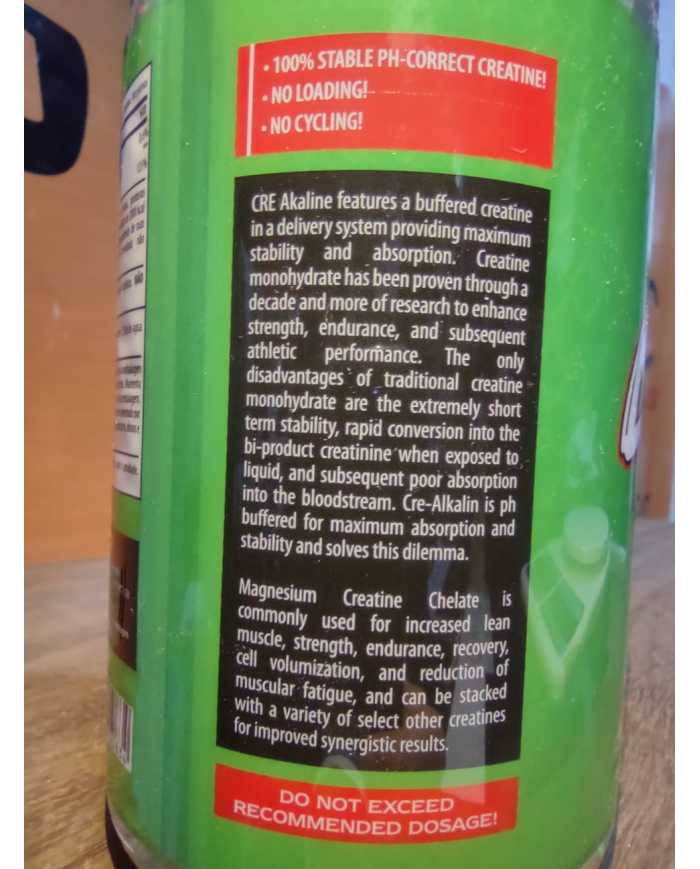 • 100% STABLE PH-CORRECT CREATINE!
• NO LOADING!
• NO CYCLING!
CRE Akaline features a buffered creatine
in a delivery system providing maximum
stability and absorption. Creatine
monohydrate has been proven through a
decade and more of research to enhance
strength, endurance, and subsequent
athletic performance. The only
disadvantages of traditional creatine
monohydrate are the extremely short
term stability, rapid conversion into the
bi-product creatinine when exposed to
liquid, and subsequent poor absorption
into the bloodstream. Cre-Alkalin is ph
buffered for maximum absorption and
stability and solves this dilemma.
Magnesium Creatine Chelate is
commonly used for increased lean
muscle, strength, endurance, recovery,
cell volumization, and reduction of
muscular fatigue, and can be stacked
with a variety of select other creatines
for improved synergistic results.
DO NOT EXCEED
RECOMMENDED DOSAGE!